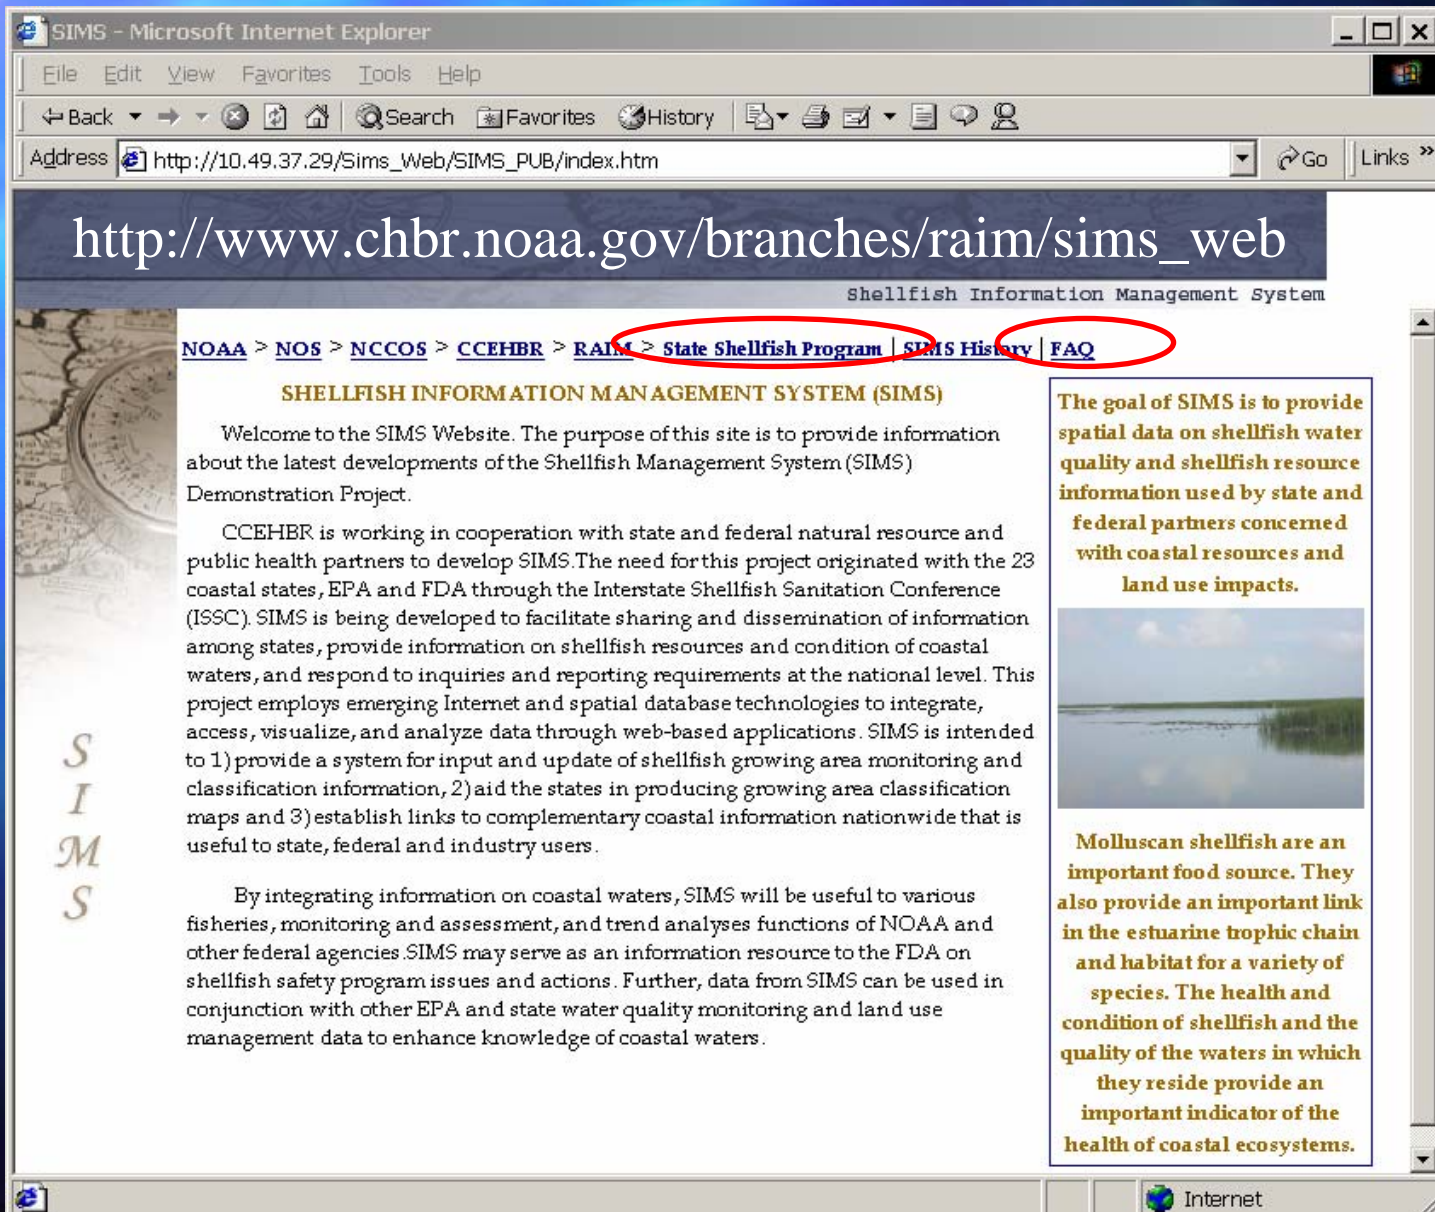 SIMS - Microsoft Internet Explorer
File Edit View Favorites Tools Help
Back Search Favorites History
Address http://10.49.37.29/Sims_Web/SIMS_PUB/index.htm Go Links »
http://www.chbr.noaa.gov/branches/raim/sims_web
Shellfish Information Management System
NOAA > NOS > NCCOS > CCEHBR > RAIM > State Shellfish Program | SIMS History | FAQ
SHELLFISH INFORMATION MANAGEMENT SYSTEM (SIMS)
Welcome to the SIMS Website. The purpose of this site is to provide information
about the latest developments of the Shellfish Management System (SIMS)
Demonstration Project.
CCEHBR is working in cooperation with state and federal natural resource and
public health partners to develop SIMS.The need for this project originated with the 23
coastal states, EPA and FDA through the Interstate Shellfish Sanitation Conference
(ISSC). SIMS is being developed to facilitate sharing and dissemination of information
among states, provide information on shellfish resources and condition of coastal
waters, and respond to inquiries and reporting requirements at the national level. This
project employs emerging Internet and spatial database technologies to integrate,
access, visualize, and analyze data through web-based applications. SIMS is intended
to 1) provide a system for input and update of shellfish growing area monitoring and
classification information, 2) aid the states in producing growing area classification
maps and 3) establish links to complementary coastal information nationwide that is
useful to state, federal and industry users.
By integrating information on coastal waters, SIMS will be useful to various
fisheries, monitoring and assessment, and trend analyses functions of NOAA and
other federal agencies.SIMS may serve as an information resource to the FDA on
shellfish safety program issues and actions. Further, data from SIMS can be used in
conjunction with other EPA and state water quality monitoring and land use
management data to enhance knowledge of coastal waters.
The goal of SIMS is to provide
spatial data on shellfish water
quality and shellfish resource
information used by state and
federal partners concerned
with coastal resources and
land use impacts.
Molluscan shellfish are an
important food source. They
also provide an important link
in the estuarine trophic chain
and habitat for a variety of
species. The health and
condition of shellfish and the
quality of the waters in which
they reside provide an
important indicator of the
health of coastal ecosystems.
S
I
M
S
Internet